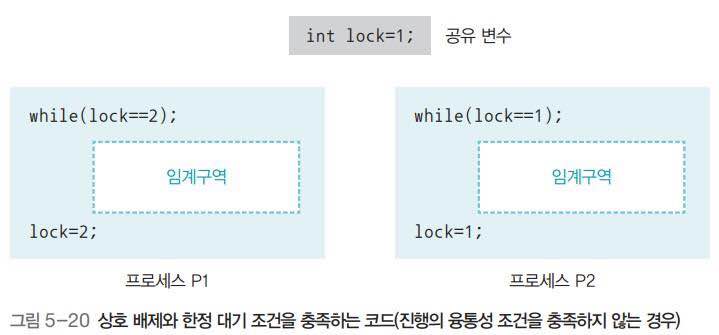 int lock=1; 공유 변수
while(lock==2);
임계구역
lock=2;
프로세스 P1
while(lock==1);
임계구역
lock=1;
프로세스 P2
그림 5-20 상호 배제와 한정 대기 조건을 충족하는 코드(진행의 융통성 조건을 충족하지 않는 경우)